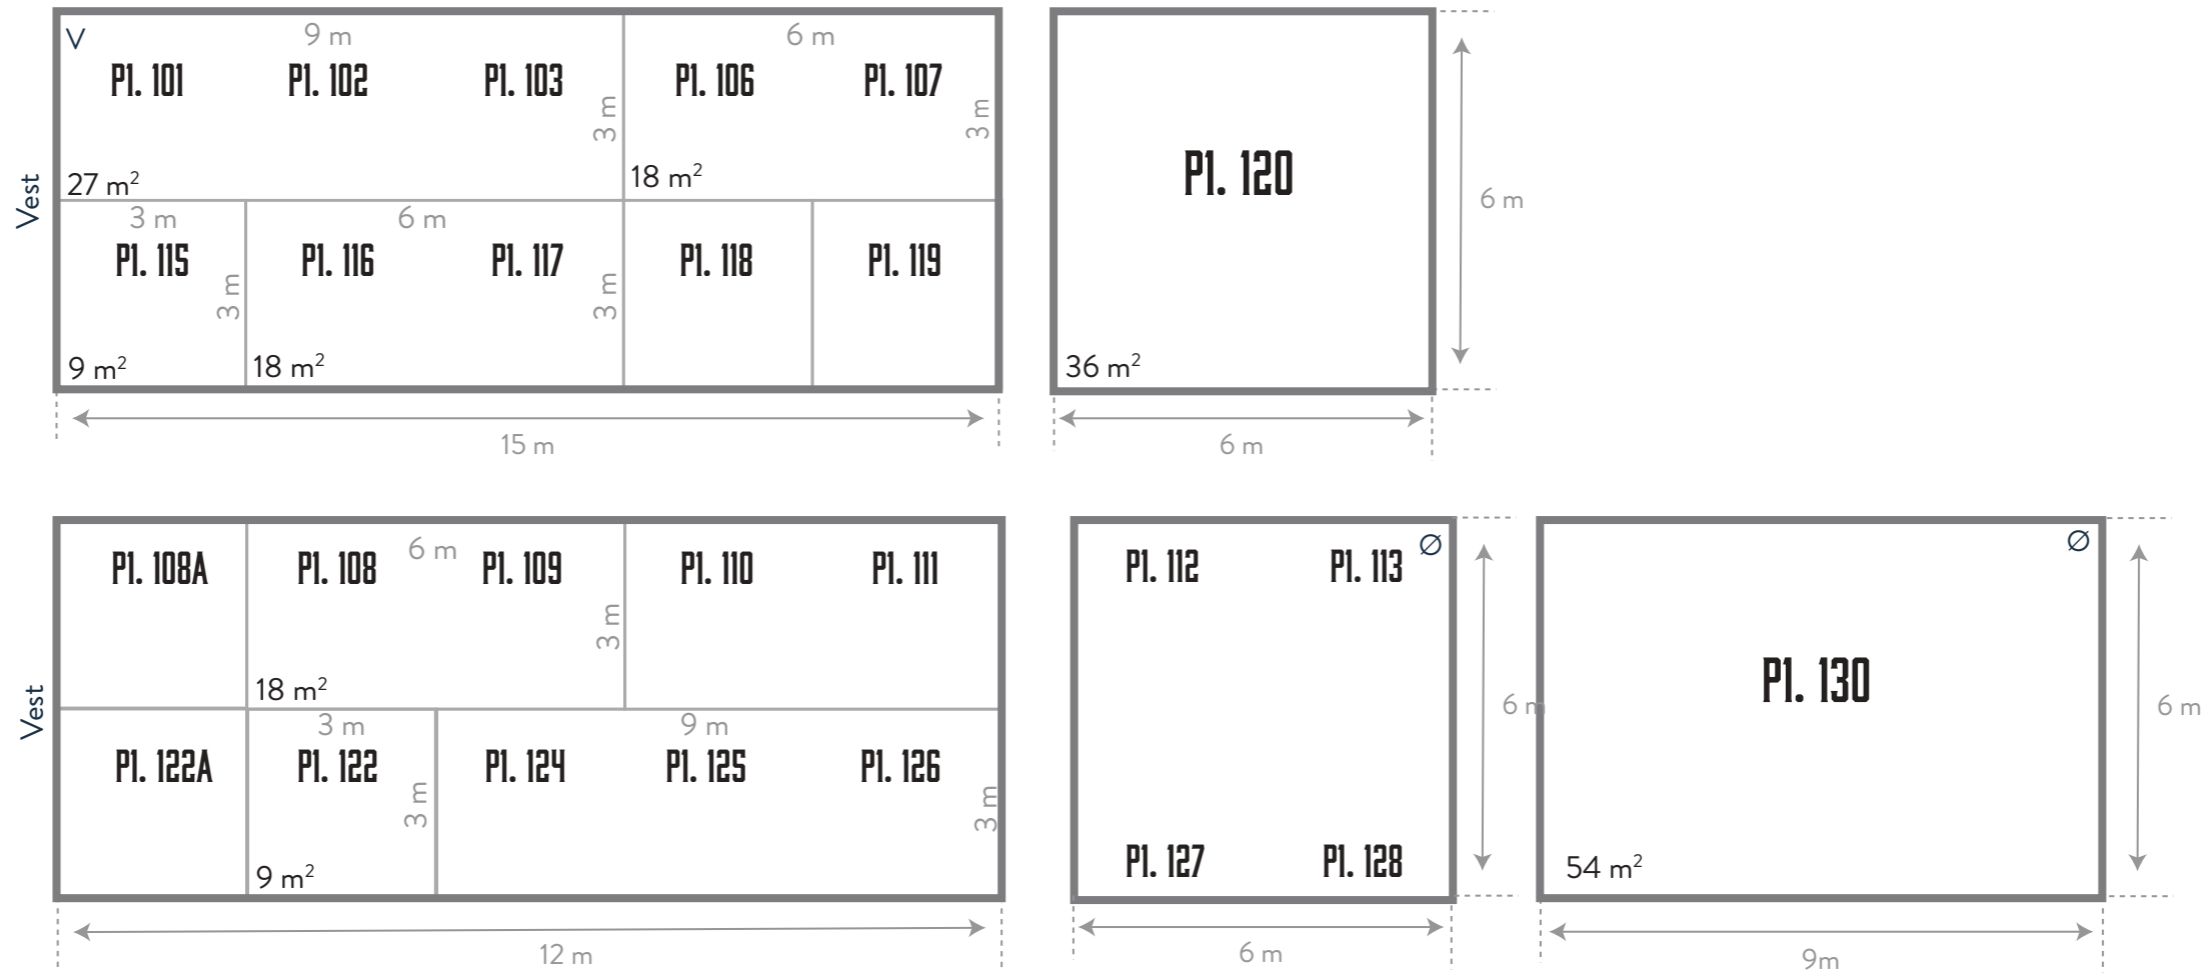 V 9 m 6 m
Pl. 101 Pl. 102 Pl. 103 Pl. 106 Pl. 107
3 m 3 m
27 m² 18 m²
Vest
Pl. 120
6 m
3 m 6 m
Pl. 115 Pl. 116 Pl. 117 Pl. 118 Pl. 119
3 m 3 m
9 m² 18 m² 36 m²
15 m 6 m
Pl. 108A Pl. 108 6 m Pl. 109 Pl. 110 Pl. 111
3 m
18 m²
Vest
3 m 9 m
Pl. 122A Pl. 122 Pl. 124 Pl. 125 Pl. 126
3 m 3 m
9 m²
12 m
Pl. 112 Pl. 113 Ø
6 m
Pl. 127 Pl. 128
6 m
Ø
Pl. 130
6 m
54 m²
9m